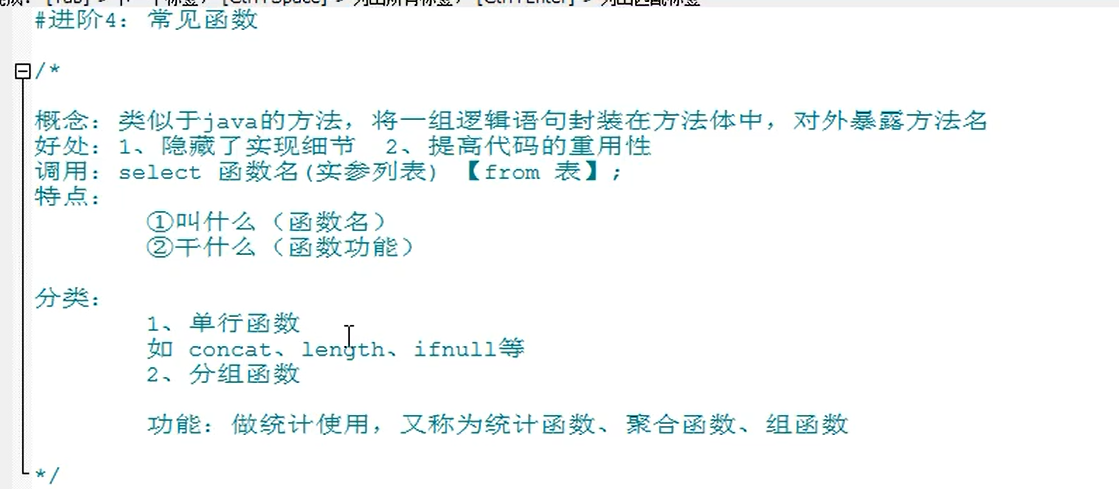 #进阶4：常见函数
/*
概念：类似于java的方法，将一组逻辑语句封装在方法体中，对外暴露方法名
好处：1、隐藏了实现细节  2、提高代码的重用性
调用：select 函数名(实参列表) 【from 表】;
特点：
①叫什么（函数名）
②干什么（函数功能）
分类：
1、单行函数
如 concat、length、ifnull等
2、分组函数
功能：做统计使用，又称为统计函数、聚合函数、组函数
*/